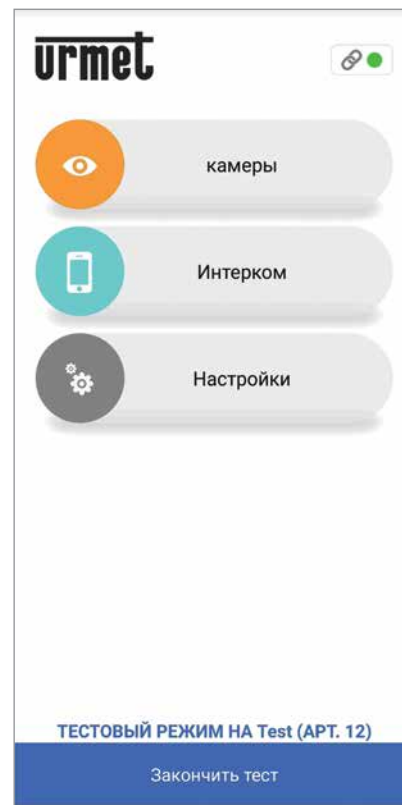 urmet
камеры
Интерком
Настройки
ТЕСТОВЫЙ РЕЖИМ НА Test (АРТ. 12)
Закончить тест